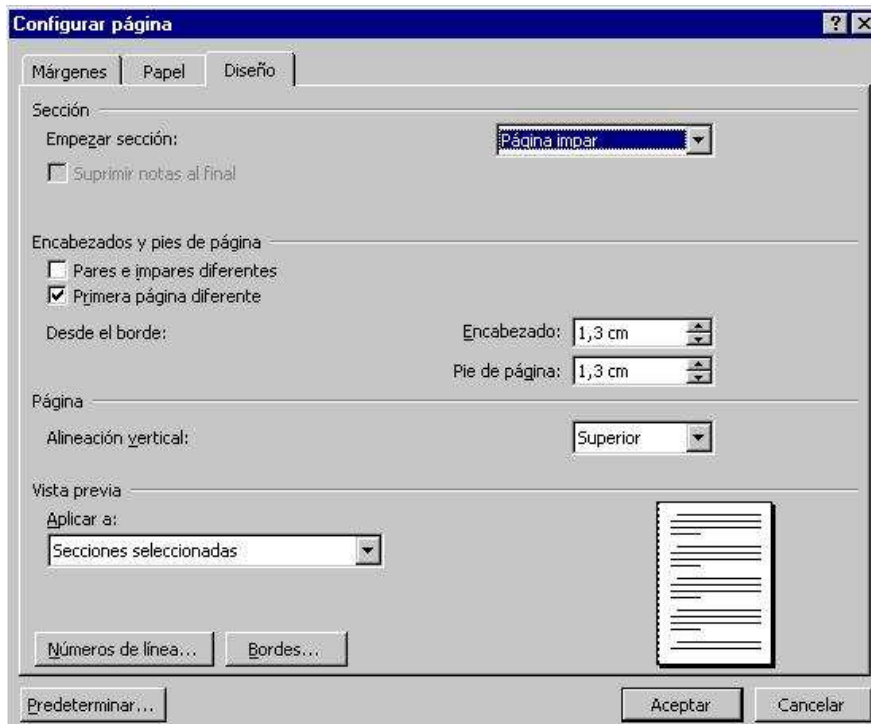 Configurar página
Márgenes Papel Diseño
Sección
Empezar sección: Página impar
Suprimir notas al final
Encabezados y pies de página
Pares e impares diferentes
Primera página diferente
Desde el borde: Encabezado: 1,3 cm
Pie de página: 1,3 cm
Página
Alineación vertical: Superior
Vista previa
Aplicar a:
Secciones seleccionadas
Números de línea... Bordes...
Predeterminar... Aceptar Cancelar